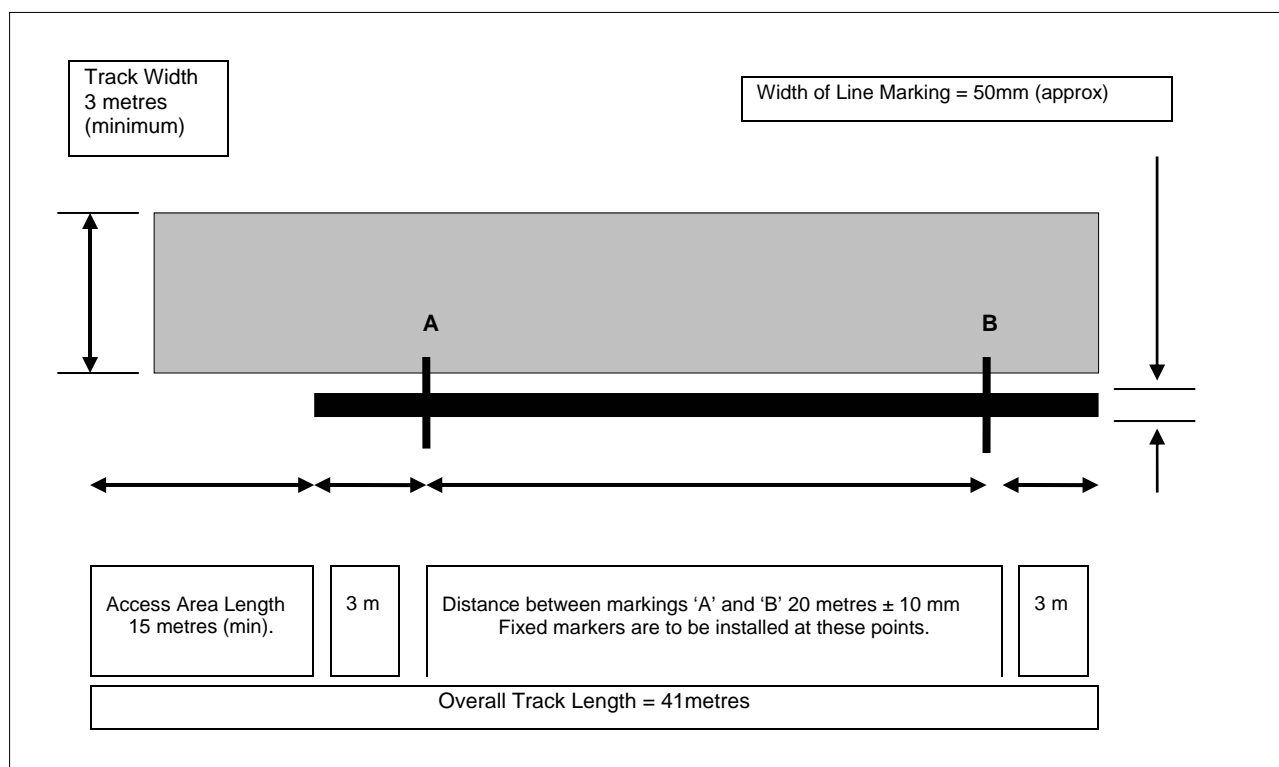 Track Width
3 metres
(minimum)
Width of Line Marking = 50mm (approx)
A
B
Access Area Length
15 metres (min).
3 m
Distance between markings ‘A’ and ‘B’ 20 metres ± 10 mm
Fixed markers are to be installed at these points.
3 m
Overall Track Length = 41metres